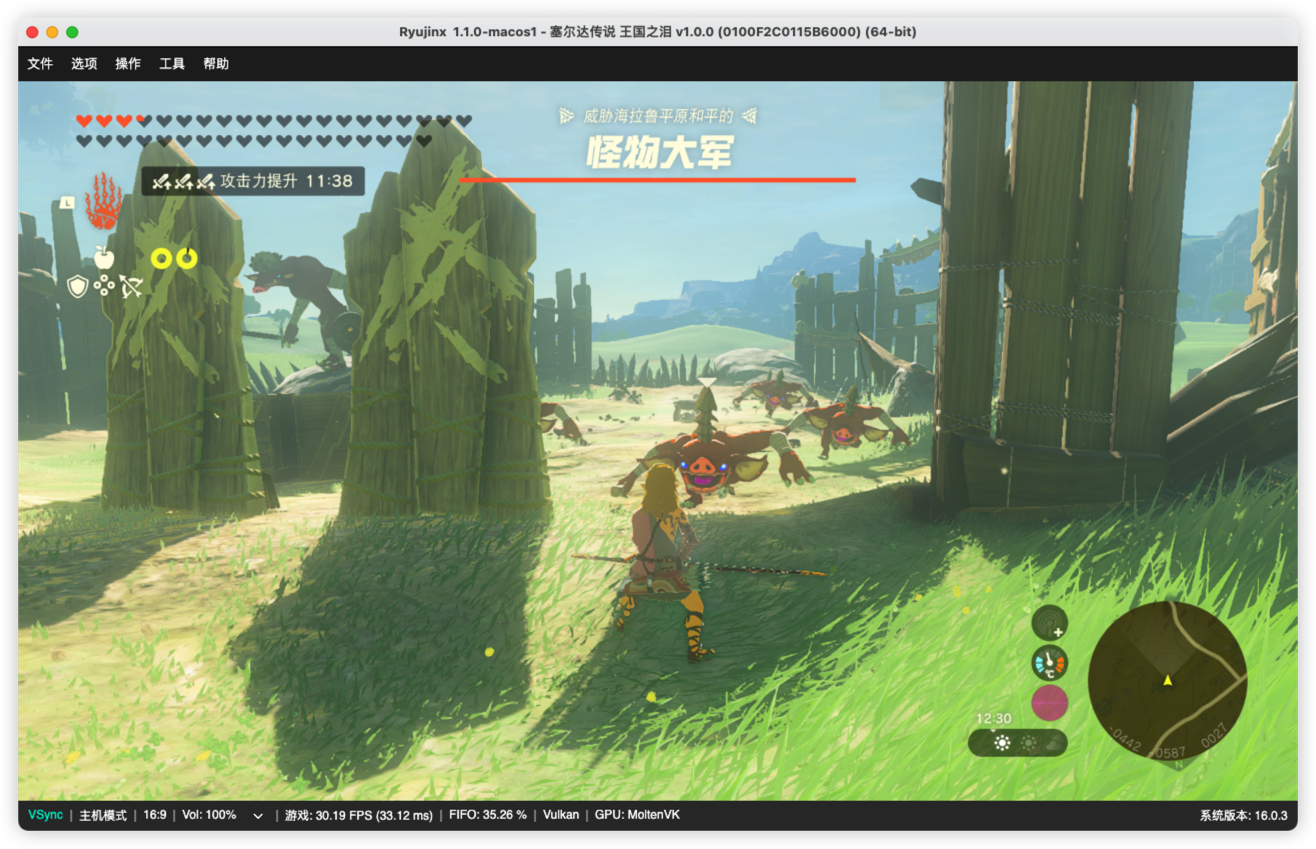 Ryujinx 1.1.0-macos1 - 塞尔达传说 王国之泪 v1.0.0 (0100F2C0115B6000) (64-bit)
文件 选项 操作 工具 帮助
威胁海拉鲁平原和平的
怪物大军
攻击力提升 11:38
L
12:30
℃
-0442 -0587 0027
N
VSync | 主机模式 | 16:9 | Vol: 100% | 游戏: 30.19 FPS (33.12 ms) | FIFO: 35.26 % | Vulkan | GPU: MoltenVK 系统版本: 16.0.3